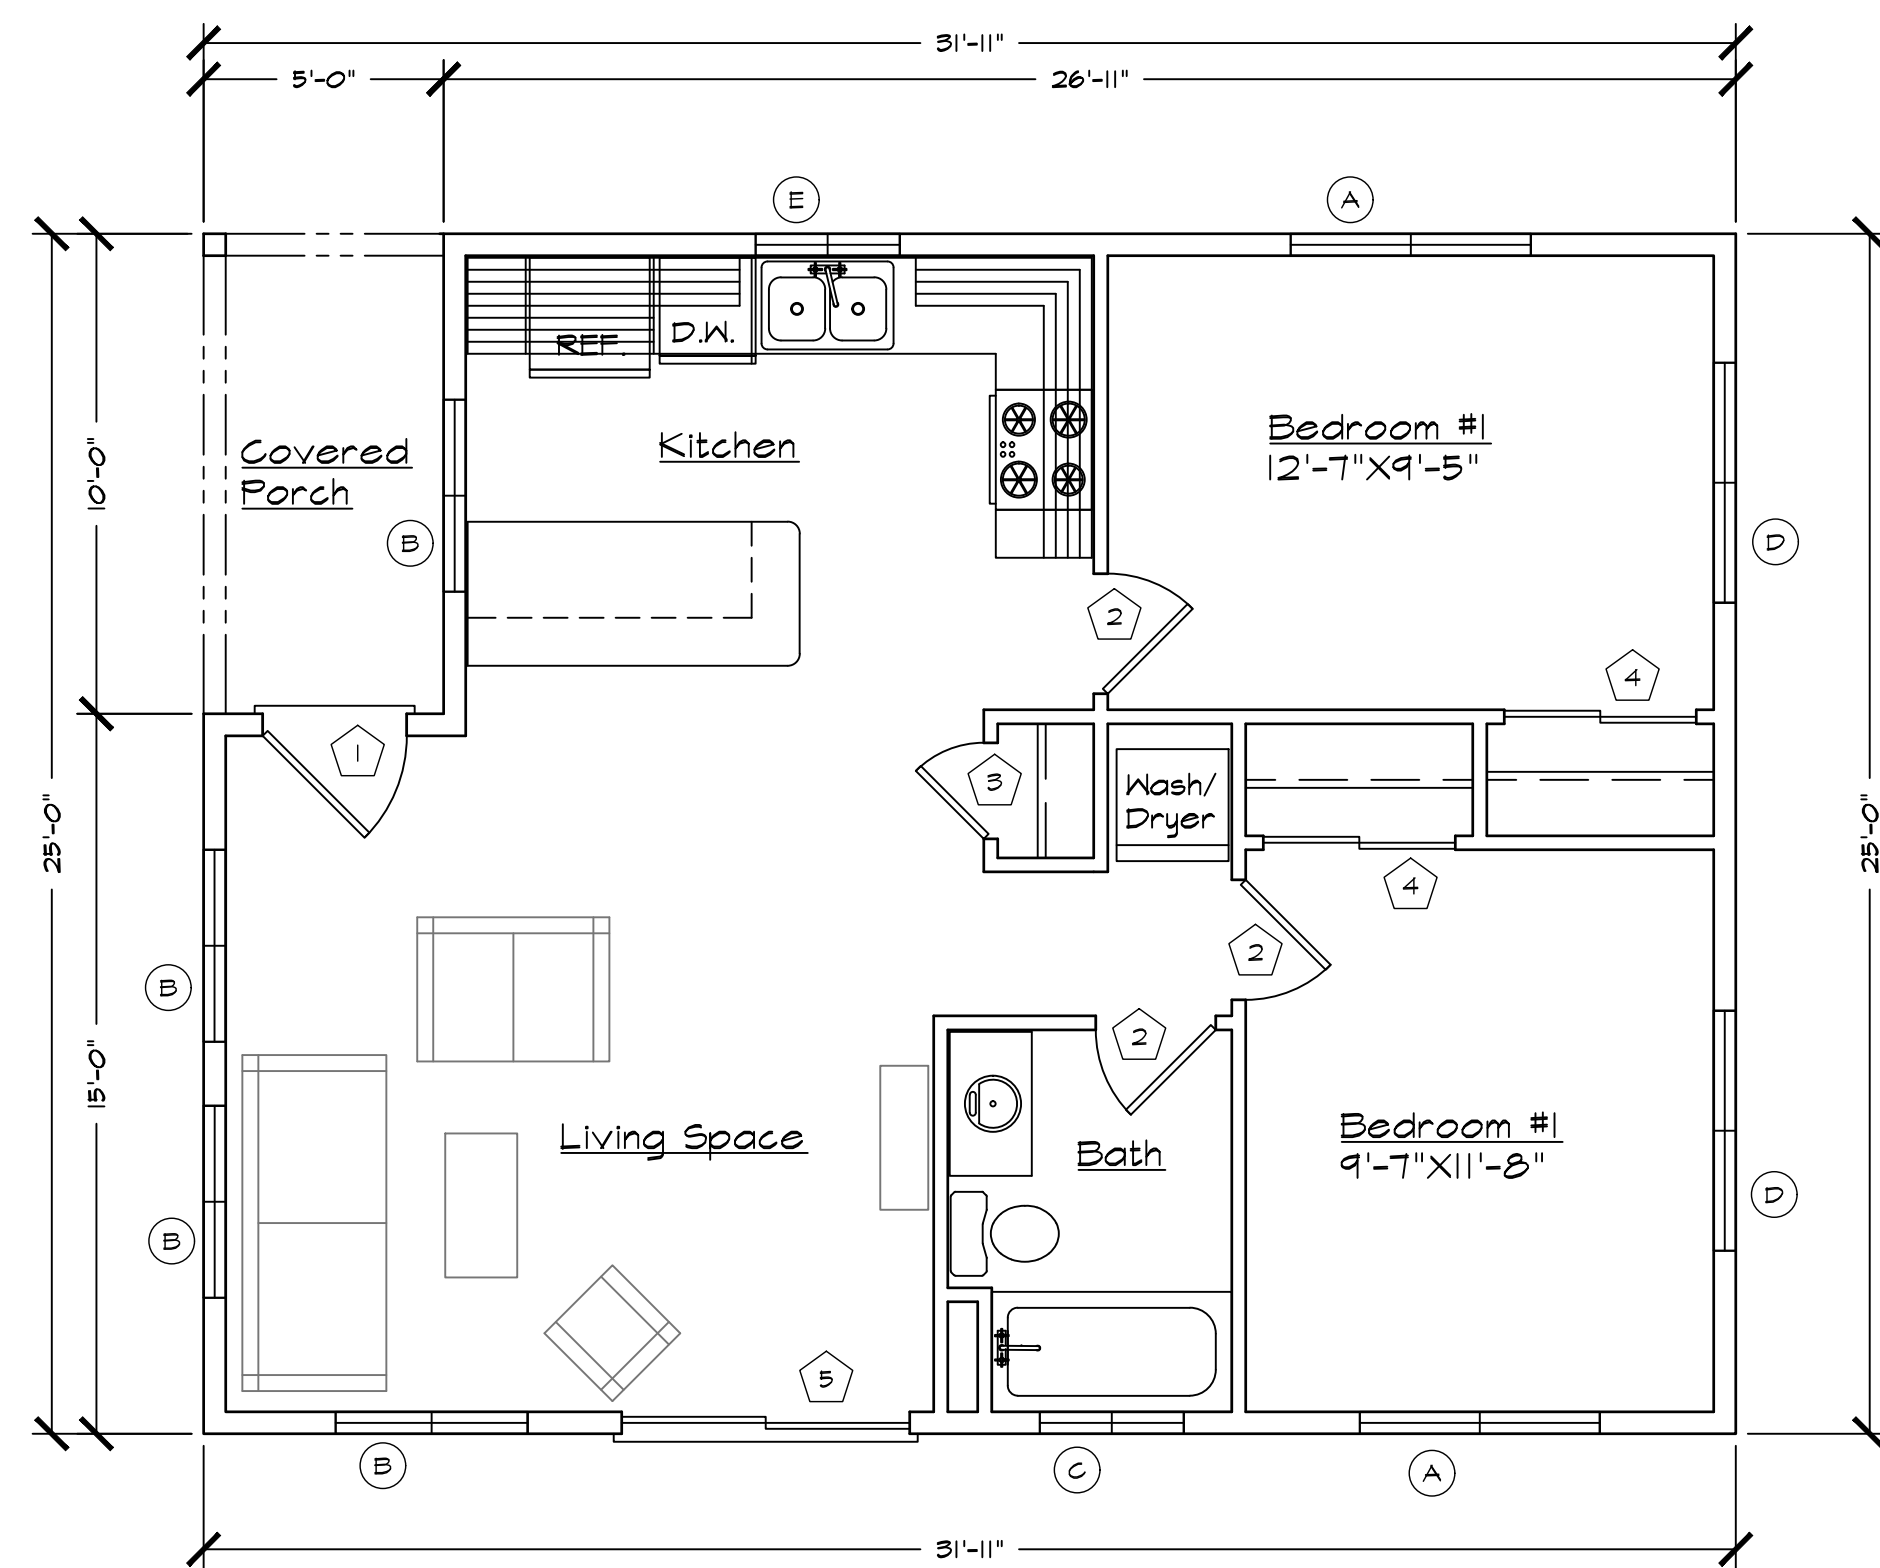 31'-11"
5'-0"
26'-11"
E
A
REF.
D.W.
Covered
Porch
Kitchen
Bedroom #1
12'-7"X9'-5"
10'-0"
B
D
2
4
1
3
Wash/
Dryer
25'-0"
25'-0"
4
2
B
2
15'-0"
Living Space
Bath
Bedroom #1
9'-7"X11'-8"
D
B
5
B
C
A
31'-11"